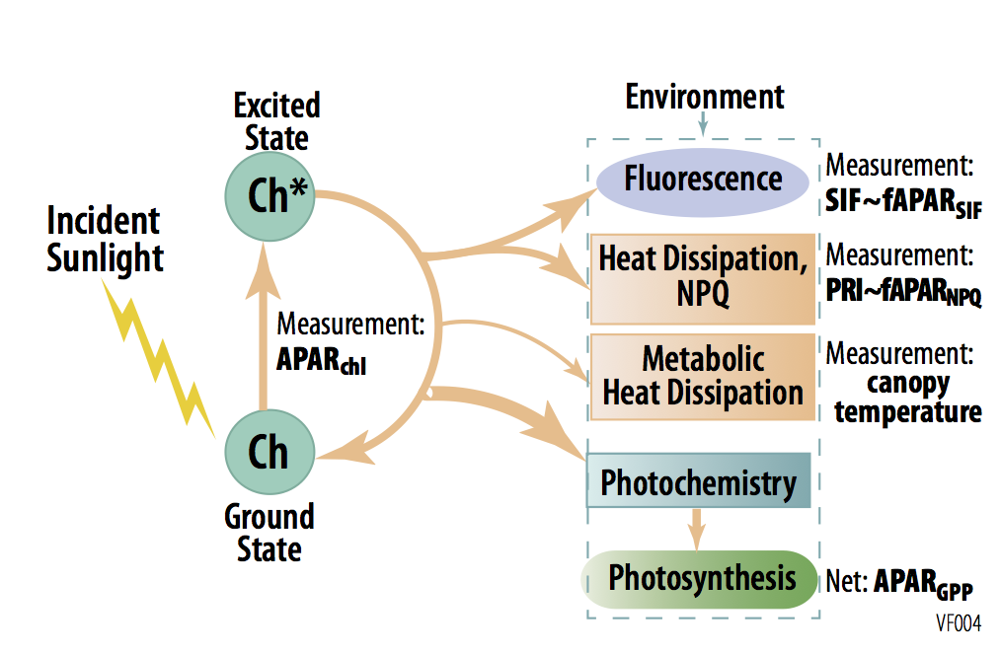 Environment
Excited
State
Ch*
Incident
Sunlight
Measurement:
APARchl
Ch
Ground
State
Fluorescence
Measurement:
SIF~fAPARSIF
Heat Dissipation,
NPQ
Measurement:
PRI~fAPARNPQ
Metabolic
Heat Dissipation
Measurement:
canopy
temperature
Photochemistry
Photosynthesis
Net: APARGPP
VF004